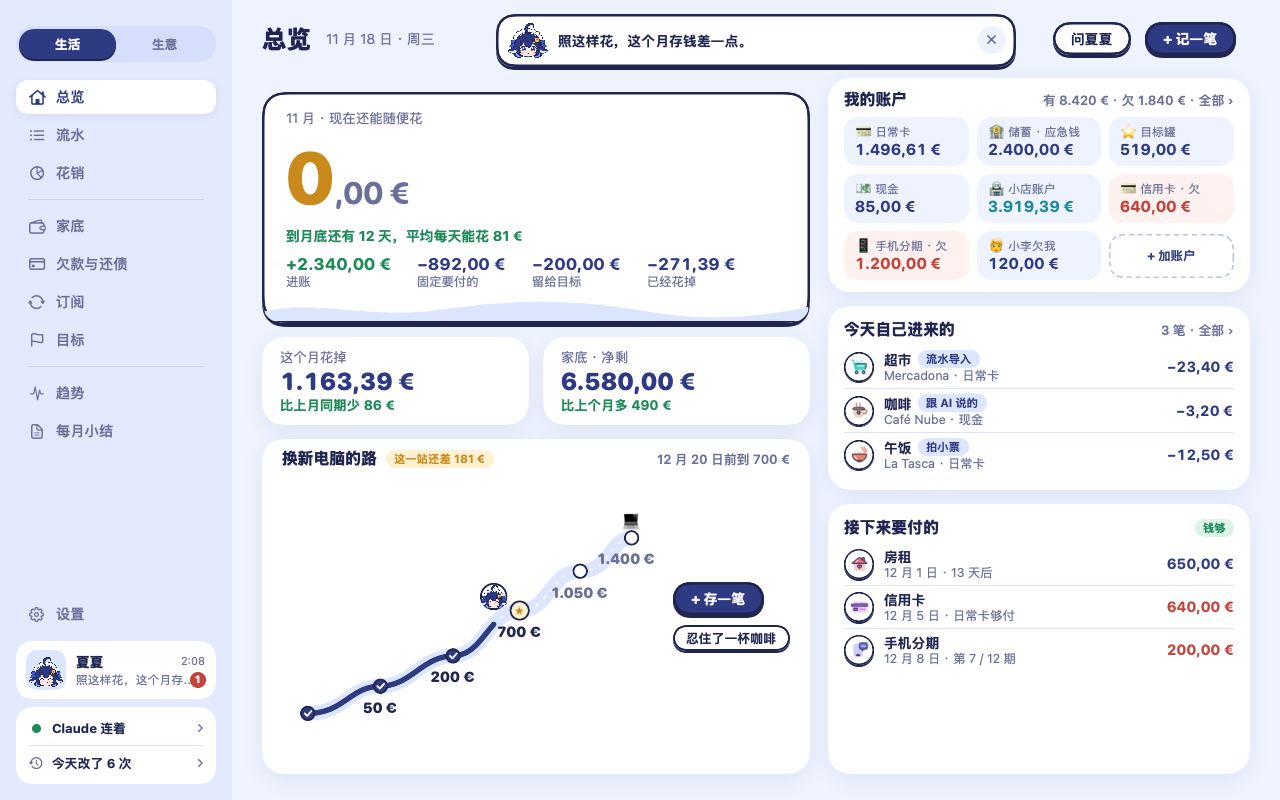 生活
生意
总览
流水
花销
家底
欠款与还债
订阅
目标
趋势
每月小结
设置
夏夏
2:08
照这样花，这个月存..
1
Claude 连着
今天改了 6 次
总览
11 月 18 日 · 周三
照这样花，这个月存钱差一点。
问夏夏
+ 记一笔
11 月 · 现在还能随便花
0,00 €
到月底还有 12 天，平均每天能花 81 €
+2.340,00 €
进账
−892,00 €
固定要付的
−200,00 €
留给目标
−271,39 €
已经花掉
这个月花掉
1.163,39 €
比上月同期少 86 €
家底 · 净剩
6.580,00 €
比上个月多 490 €
换新电脑的路
这一站还差 181 €
12 月 20 日前到 700 €
1.400 €
1.050 €
700 €
200 €
50 €
+ 存一笔
忍住了一杯咖啡
我的账户
有 8.420 € · 欠 1.840 € · 全部 ›
日常卡
1.496,61 €
储蓄 · 应急钱
2.400,00 €
目标罐
519,00 €
现金
85,00 €
小店账户
3.919,39 €
信用卡 · 欠
640,00 €
手机分期 · 欠
1.200,00 €
小李欠我
120,00 €
+ 加账户
今天自己进来的
3 笔 · 全部 ›
超市
流水导入
Mercadona · 日常卡
−23,40 €
咖啡
跟 AI 说的
Café Nube · 现金
−3,20 €
午饭
拍小票
La Tasca · 日常卡
−12,50 €
接下来要付的
钱够
房租
12 月 1 日 · 13 天后
650,00 €
信用卡
12 月 5 日 · 日常卡够付
640,00 €
手机分期
12 月 8 日 · 第 7 / 12 期
200,00 €